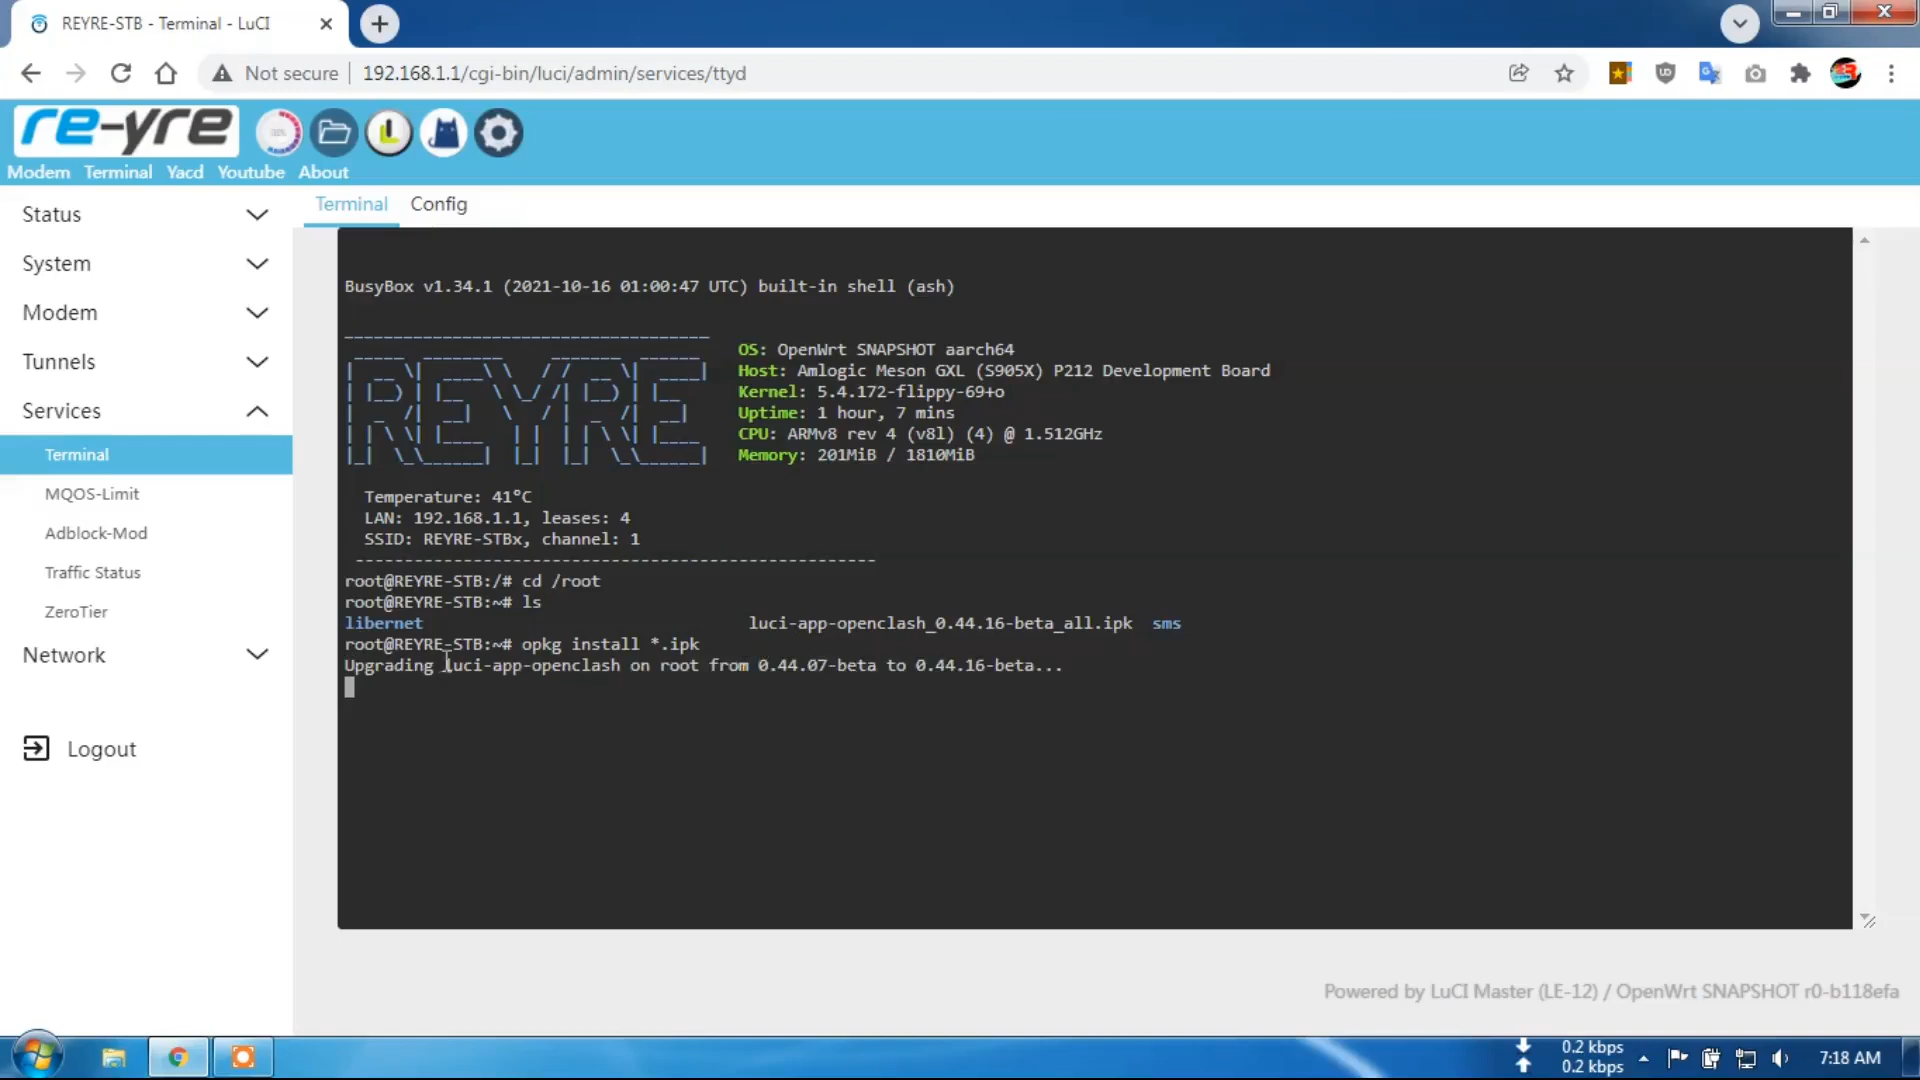 REYRE-STB - Terminal - LuCI
Not secure
192.168.1.1/cgi-bin/luci/admin/services/ttyd
re-yre
Modem Terminal Yacd Youtube About
Status
System
Modem
Tunnels
Services
Terminal
MQOS-Limit
Adblock-Mod
Traffic Status
ZeroTier
Network
Logout
Terminal Config
BusyBox v1.34.1 (2021-10-16 01:00:47 UTC) built-in shell (ash)
REYRE
OS: OpenWrt SNAPSHOT aarch64
Host: Amlogic Meson GXL (S905X) P212 Development Board
Kernel: 5.4.172-flippy-69+o
Uptime: 1 hour, 7 mins
CPU: ARMv8 rev 4 (v8l) (4) @ 1.512GHz
Memory: 201MiB / 1810MiB
Temperature: 41°C
LAN: 192.168.1.1, leases: 4
SSID: REYRE-STBx, channel: 1
-----------------------------------------------------
root@REYRE-STB:/# cd /root
root@REYRE-STB:~# ls
libernet luci-app-openclash_0.44.16-beta_all.ipk sms
root@REYRE-STB:~# opkg install *.ipk
Upgrading luci-app-openclash on root from 0.44.07-beta to 0.44.16-beta...
Powered by LuCI Master (LE-12) / OpenWrt SNAPSHOT r0-b118efa
0.2 kbps
0.2 kbps
7:18 AM